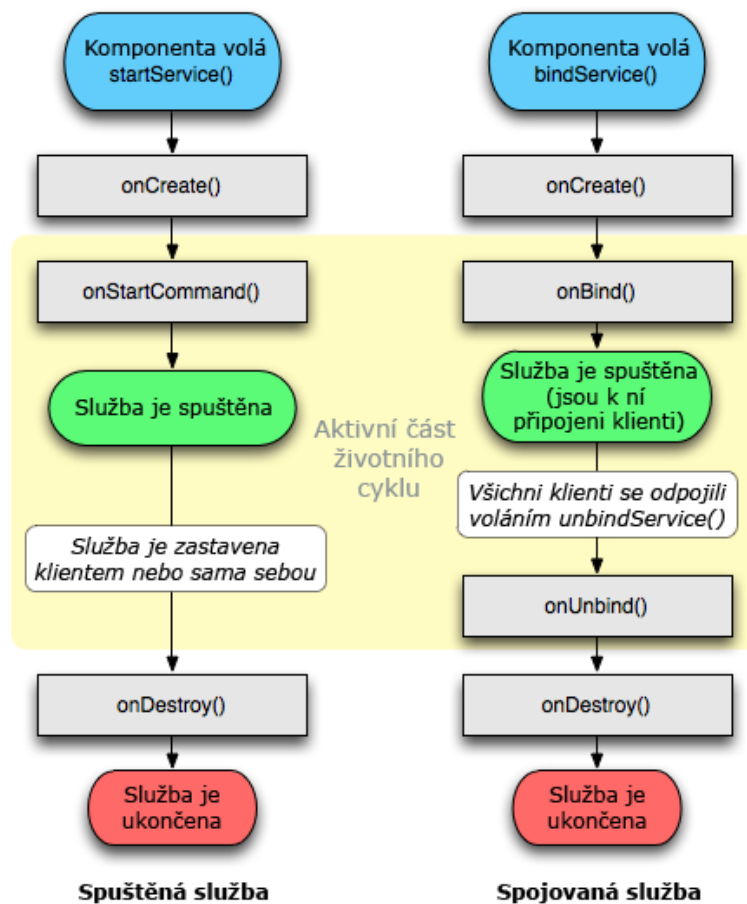 Komponenta volá
startService()
onCreate()
onStartCommand()
Služba je spuštěna
Služba je zastavena
klientem nebo sama sebou
onDestroy()
Služba je
ukončena
Spuštěná služba
Aktivní část
životního
cyklu
Komponenta volá
bindService()
onCreate()
onBind()
Služba je spuštěna
(jsou k ní
připojeni klienti)
Všichni klienti se odpojili
voláním unbindService()
onUnbind()
onDestroy()
Služba je
ukončena
Spojovaná služba